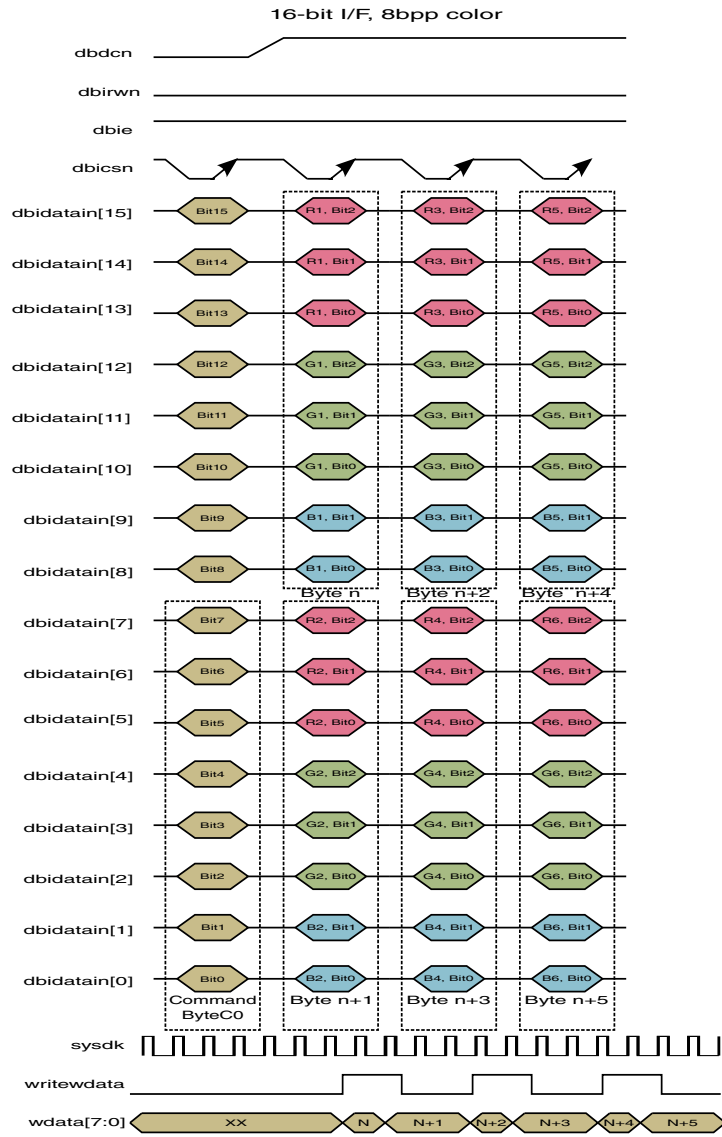 16-bit I/F, 8bpp color
dbdcn
dbirwn
dbie
dbicsn
dbidatain[15] Bit15 R1, Bit2 R3, Bit2 R5, Bit2
dbidatain[14] Bit14 R1, Bit1 R3, Bit1 R5, Bit1
dbidatain[13] Bit13 R1, Bit0 R3, Bit0 R5, Bit0
dbidatain[12] Bit12 G1, Bit2 G3, Bit2 G5, Bit2
dbidatain[11] Bit11 G1, Bit1 G3, Bit1 G5, Bit1
dbidatain[10] Bit10 G1, Bit0 G3, Bit0 G5, Bit0
dbidatain[9] Bit9 B1, Bit1 B3, Bit1 B5, Bit1
dbidatain[8] Bit8 B1, Bit0 B3, Bit0 B5, Bit0
Byte n Byte n+2 Byte n+4
dbidatain[7] Bit7 R2, Bit2 R4, Bit2 R6, Bit2
dbidatain[6] Bit6 R2, Bit1 R4, Bit1 R6, Bit1
dbidatain[5] Bit5 R2, Bit0 R4, Bit0 R6, Bit0
dbidatain[4] Bit4 G2, Bit2 G4, Bit2 G6, Bit2
dbidatain[3] Bit3 G2, Bit1 G4, Bit1 G6, Bit1
dbidatain[2] Bit2 G2, Bit0 G4, Bit0 G6, Bit0
dbidatain[1] Bit1 B2, Bit1 B4, Bit1 B6, Bit1
dbidatain[0] Bit0 B2, Bit0 B4, Bit0 B6, Bit0
Command Byte n+1 Byte n+3 Byte n+5
ByteC0
sysdk
writewdata
wdata[7:0] XX N N+1 N+2 N+3 N+4 N+5